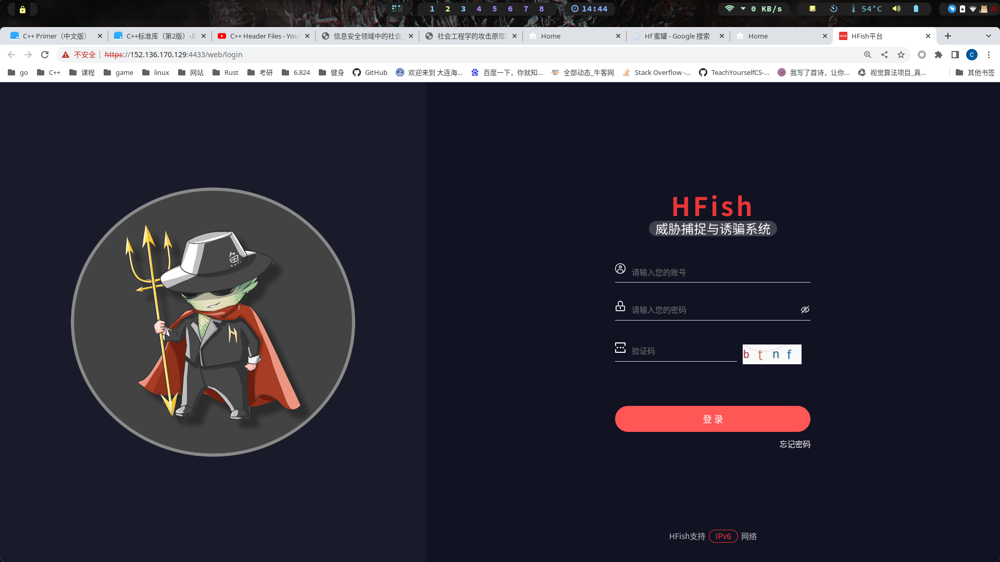 1 2 3 4 5 6 7 8
14:44
0 KB/s
54°C
拼
C++ Primer（中文版）
C++标准库（第2版）-
C++ Header Files - You
信息安全领域中的社会
社会工程学的攻击原理
Home
Hf 蜜罐 - Google 搜索
Home
HFish平台
不安全
https://152.136.170.129:4433/web/login
C
go
C++
课程
game
linux
网站
Rust
考研
6.824
健身
GitHub
欢迎来到 大连海...
百度一下，你就知...
全部动态_牛客网
Stack Overflow -...
TeachYourselfCS-...
我写了首诗，让你...
视觉算法项目_真...
其他书签
魚
H
HFish
威胁捕捉与诱骗系统
请输入您的账号
请输入您的密码
验证码
b t n f
登 录
忘记密码
HFish支持 IPv6 网络